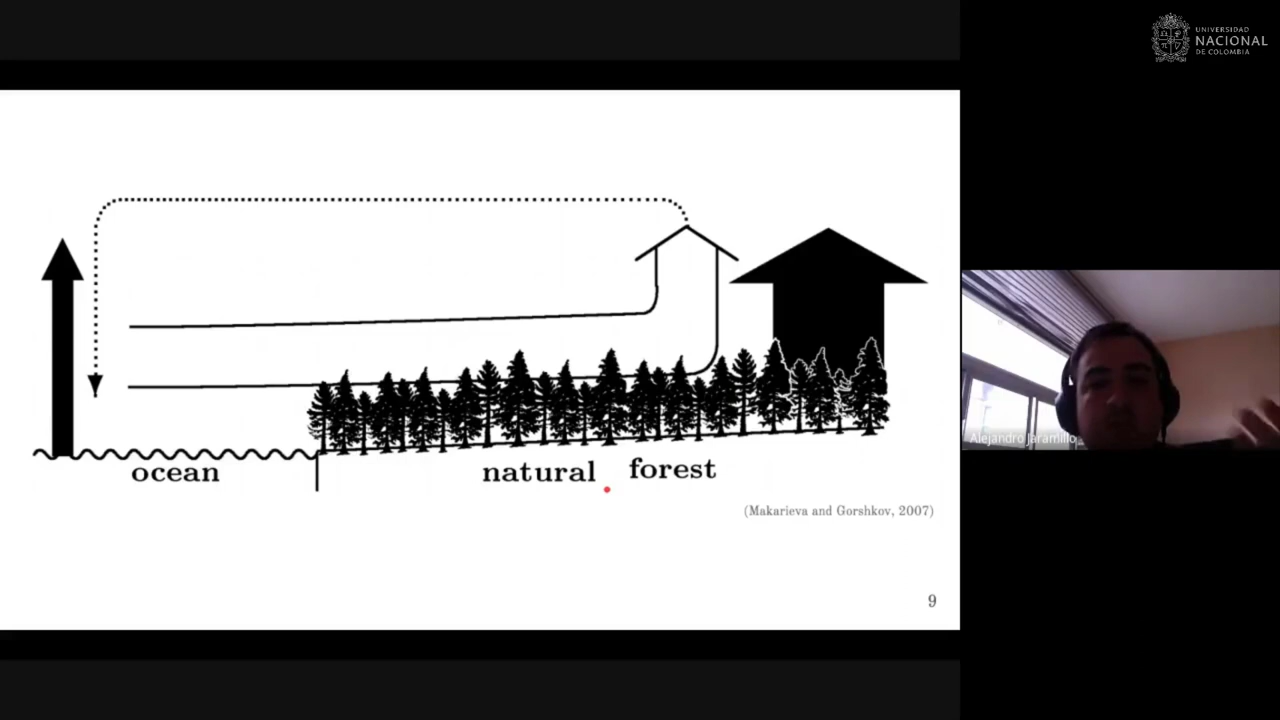 UNIVERSIDAD
NACIONAL
DE COLOMBIA
ocean
natural forest
(Makarieva and Gorshkov, 2007)
9
Alejandro Jaramillo